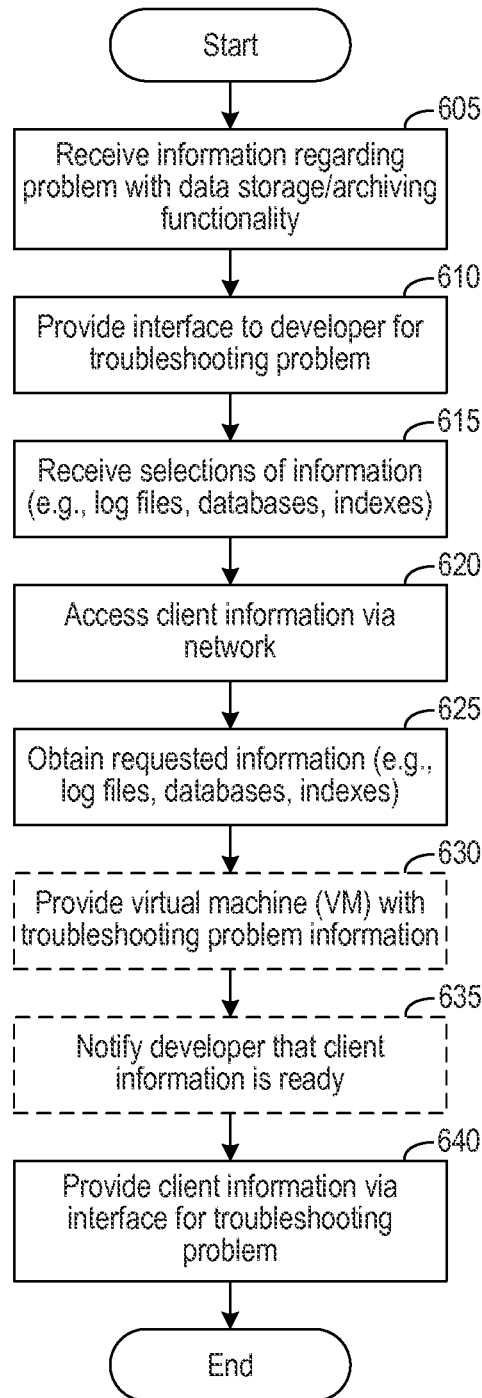 Start
605
Receive information regarding
problem with data storage/archiving
functionality
610
Provide interface to developer for
troubleshooting problem
615
Receive selections of information
(e.g., log files, databases, indexes)
620
Access client information via
network
625
Obtain requested information (e.g.,
log files, databases, indexes)
630
Provide virtual machine (VM) with
troubleshooting problem information
635
Notify developer that client
information is ready
640
Provide client information via
interface for troubleshooting
problem
End